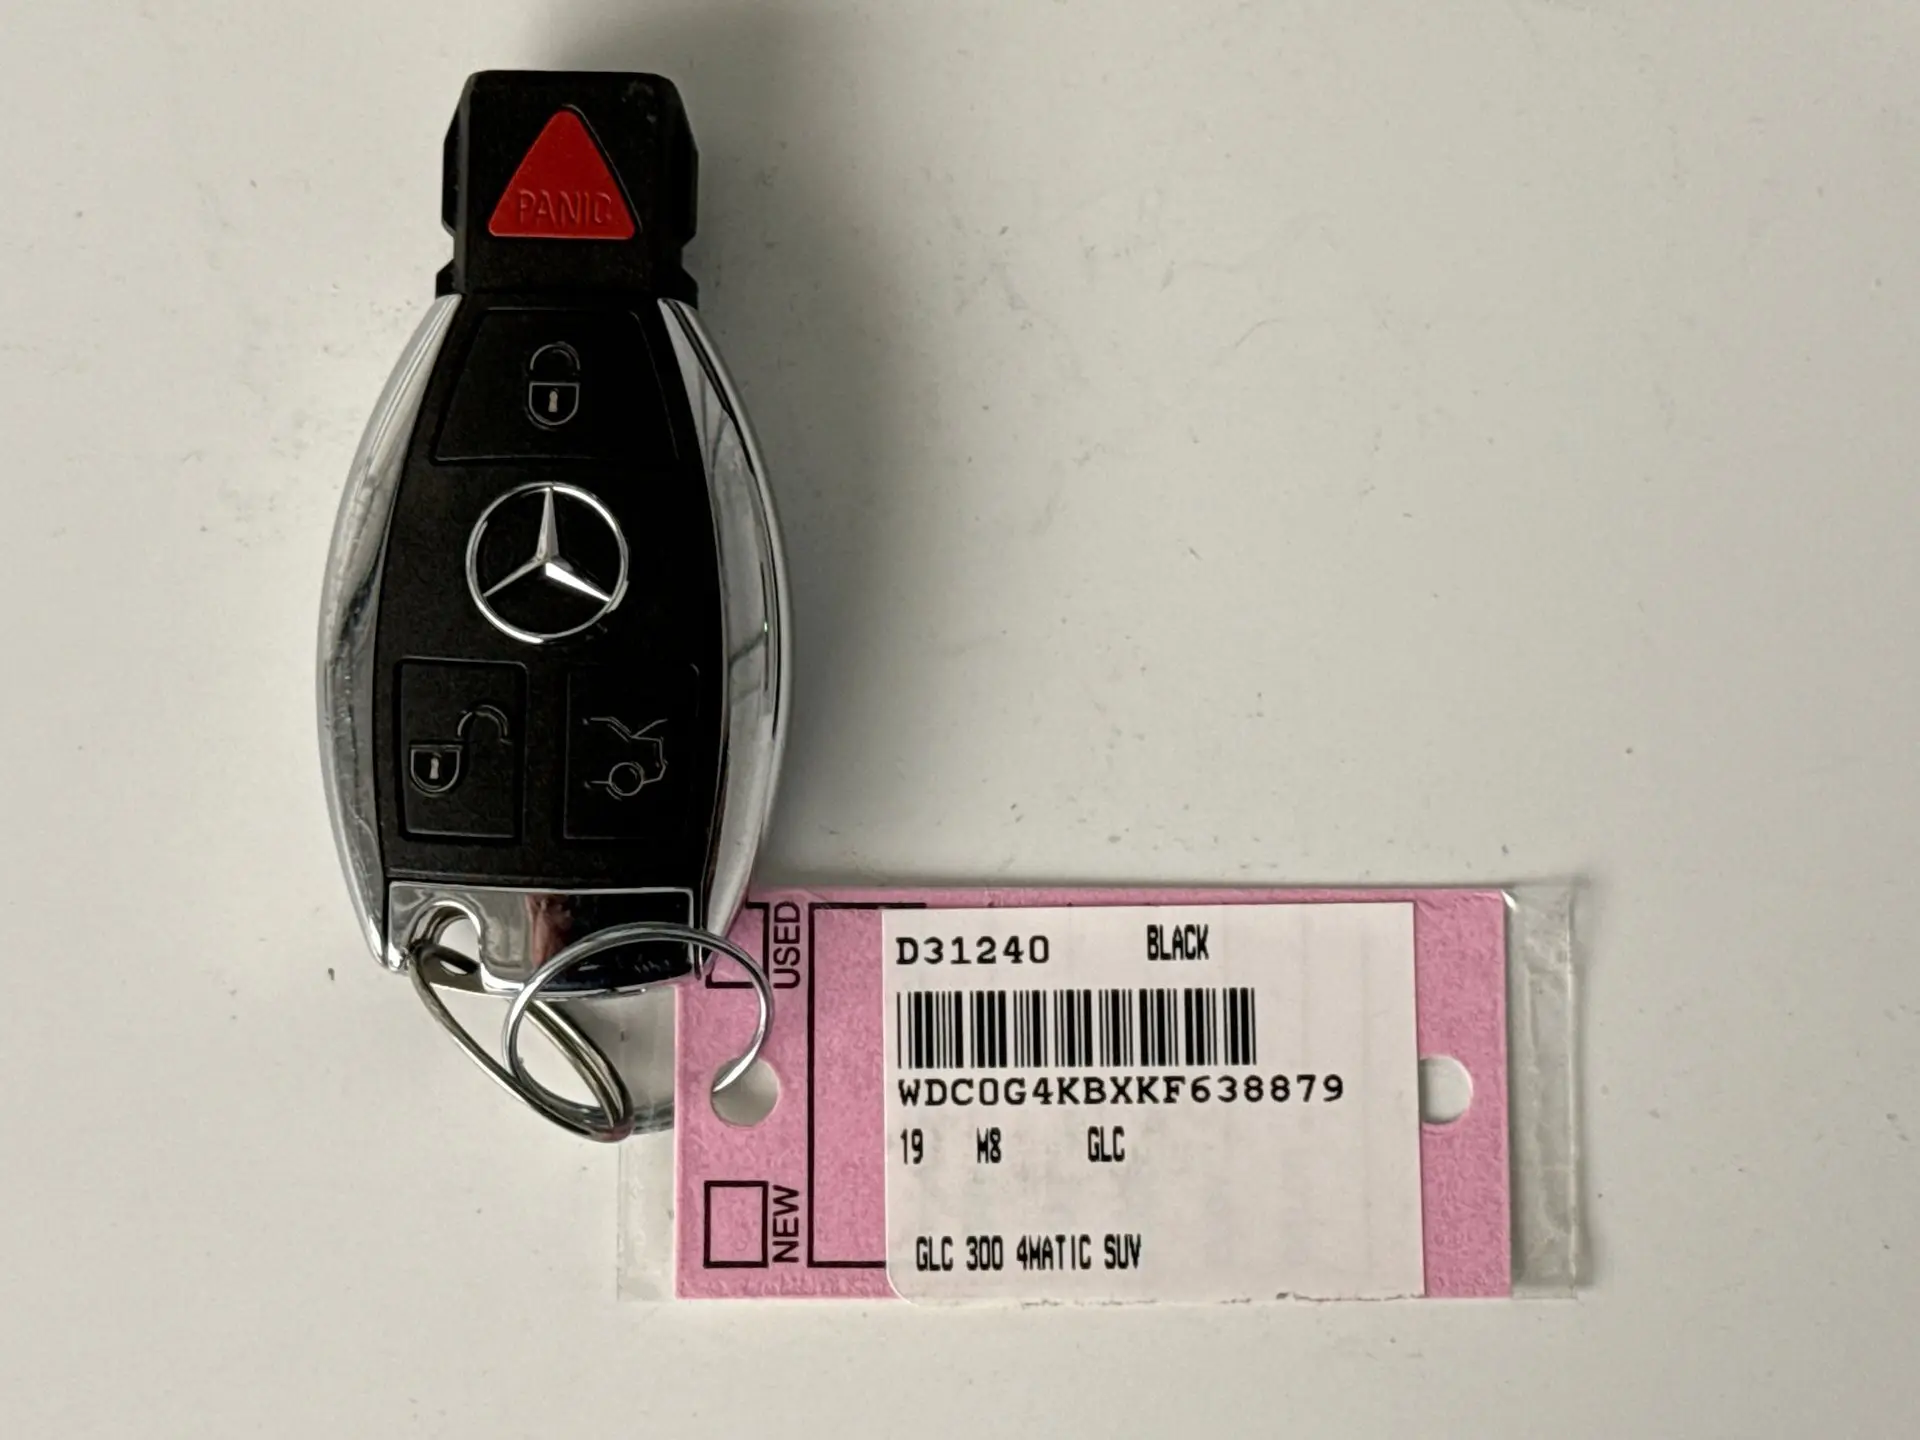 PANIC
USED
NEW
D31240 BLACK
WDC0G4KBXKF638879
19 M8 GLC
GLC 300 4MATIC SUV